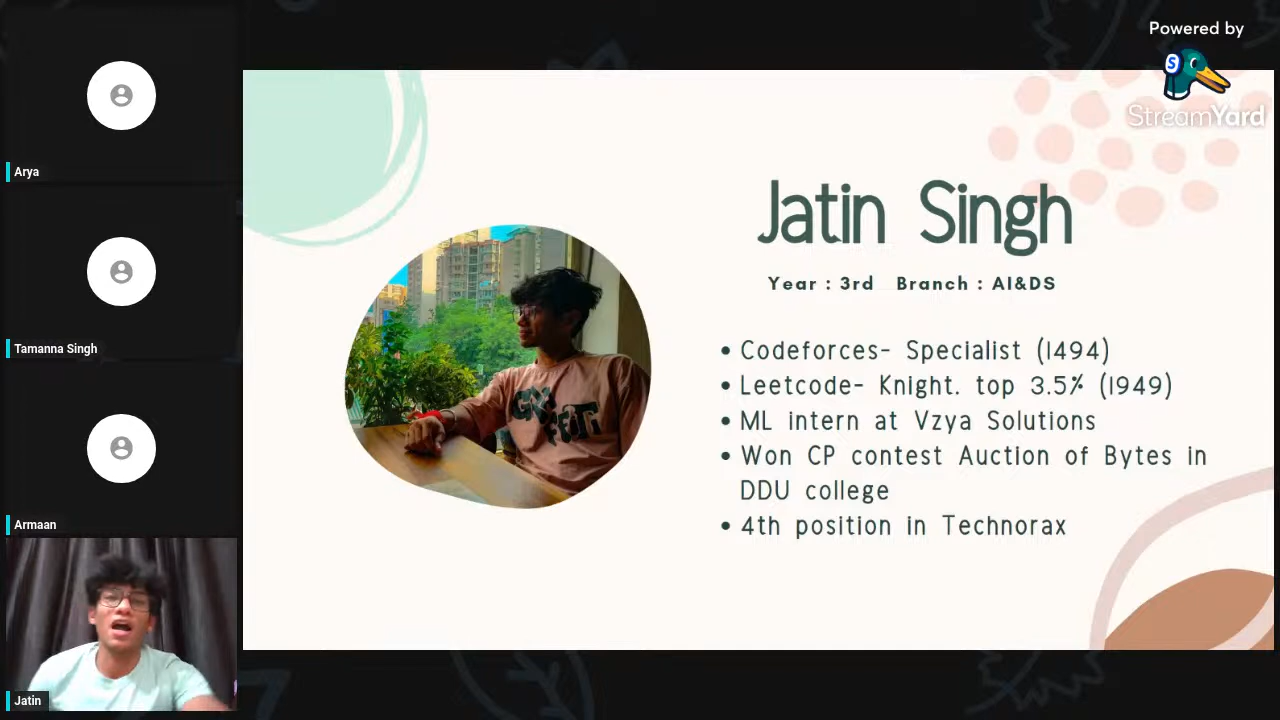 Powered by
StreamYard
Arya
Tamanna Singh
Armaan
Jatin
Jatin Singh
Year : 3rd Branch : AI&DS
• Codeforces- Specialist (1494)
• Leetcode- Knight. top 3.5% (1949)
• ML intern at Vzya Solutions
• Won CP contest Auction of Bytes in
DDU college
• 4th position in Technorax